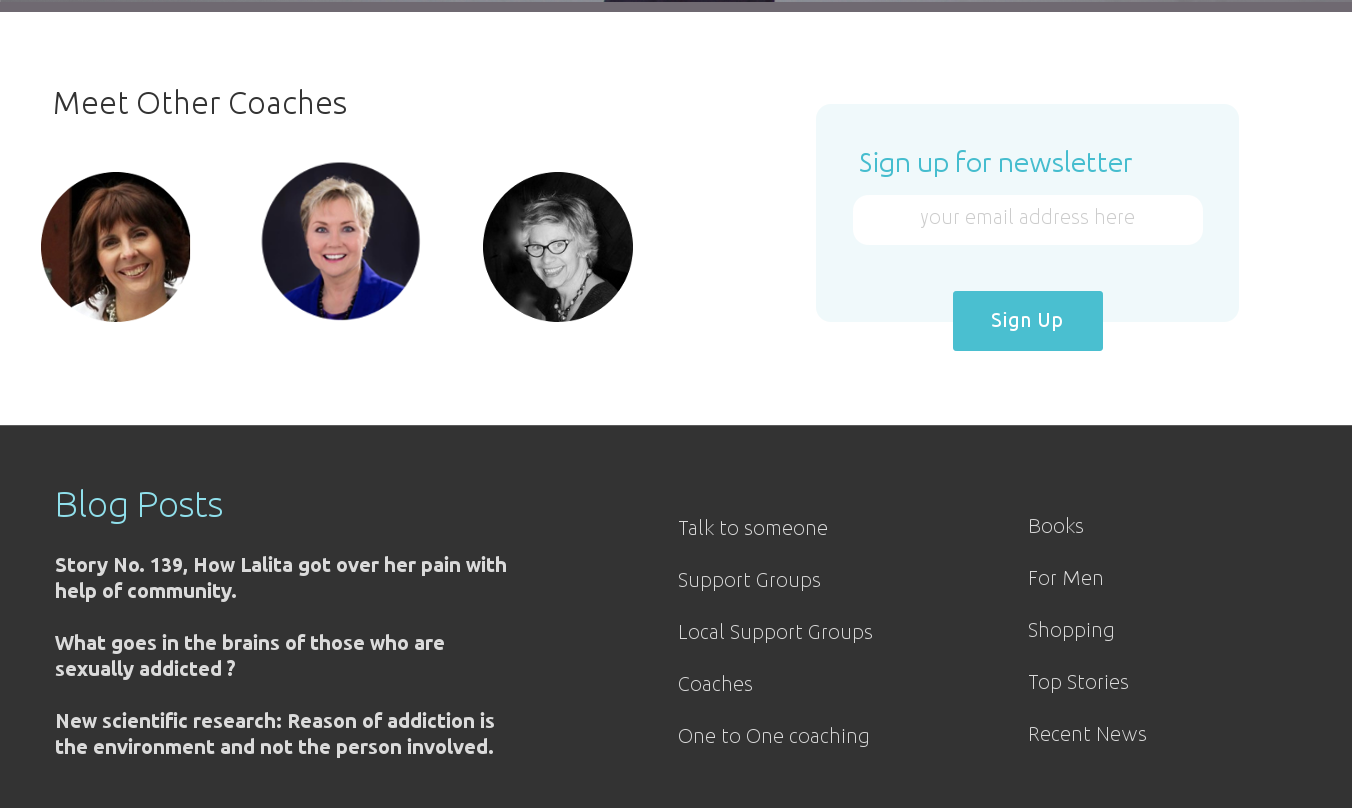 Meet Other Coaches
Sign up for newsletter
your email address here
Sign Up
Blog Posts
Story No. 139, How Lalita got over her pain with
help of community.
What goes in the brains of those who are
sexually addicted ?
New scientific research: Reason of addiction is
the environment and not the person involved.
Talk to someone
Support Groups
Local Support Groups
Coaches
One to One coaching
Books
For Men
Shopping
Top Stories
Recent News